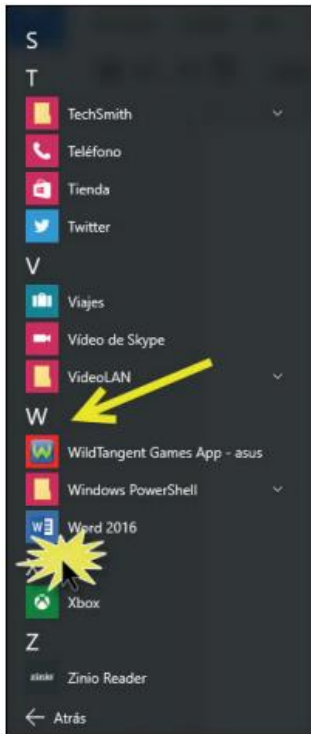 S
T
TechSmith
Teléfono
Tienda
Twitter
V
Viajes
Vídeo de Skype
VideoLAN
W
WildTangent Games App - asus
Windows PowerShell
Word 2016
X
Xbox
Z
Zinio Reader
Atrás